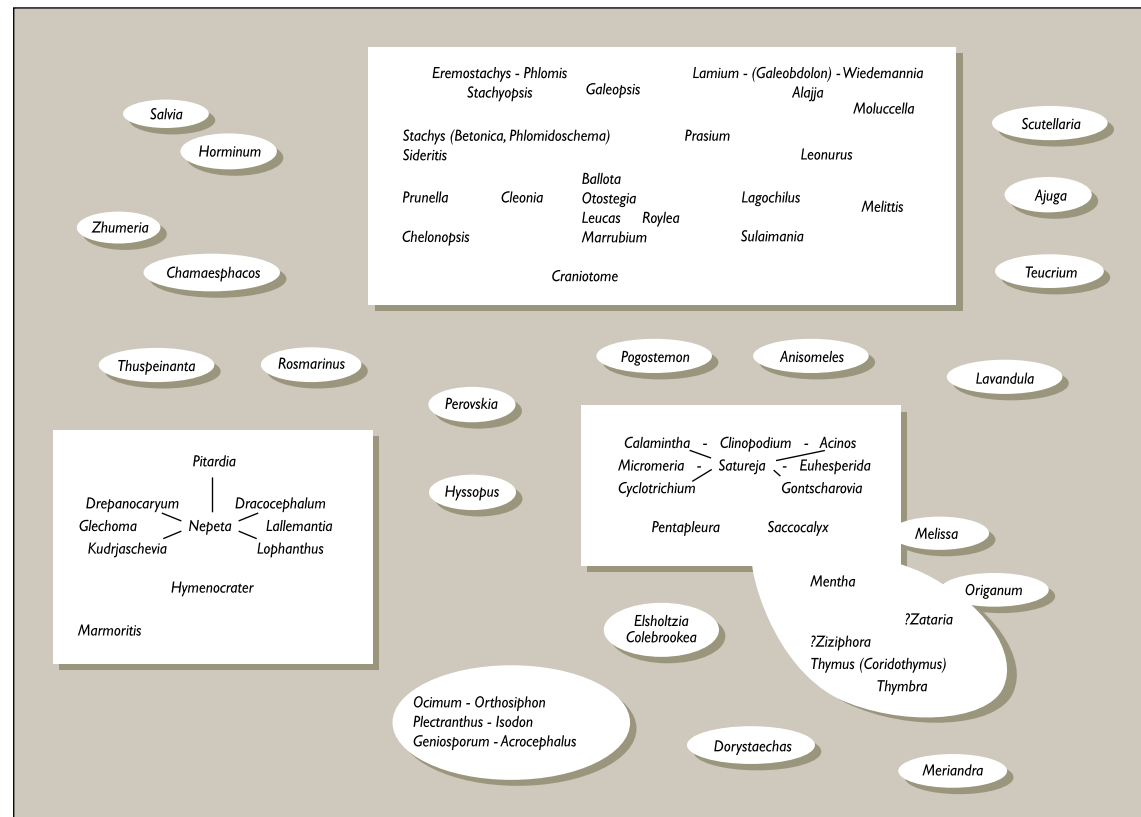 Eremostachys - Phlomis
Stachyopsis
Galeopsis
Lamium - (Galeobdolon) - Wiedemannia
Alajja
Moluccella
Stachys (Betonica, Phlomidoschema)
Sideritis
Prasium
Leonurus
Prunella
Cleonia
Ballota
Otostegia
Leucas Roylea
Marrubium
Lagochilus
Melittis
Chelonopsis
Sulaimania
Craniotome
Salvia
Horminum
Zhumeria
Chamaesphacos
Scutellaria
Ajuga
Teucrium
Thuspeinanta
Rosmarinus
Perovskia
Hyssopus
Pogostemon
Anisomeles
Lavandula
Pitardia
Drepanocaryum
Dracocephalum
Glechoma
Nepeta
Lallemantia
Kudrjaschevia
Lophanthus
Hymenocrater
Marmoritis
Calamintha - Clinopodium - Acinos
Micromeria - Satureja - Euhesperida
Cyclotrichium
Gontscharovia
Pentapleura
Saccocalyx
Melissa
Mentha
Origanum
?Zataria
?Ziziphora
Thymus (Coridothymus)
Thymbra
Elsholtzia
Colebrookea
Ocimum - Orthosiphon
Plectranthus - Isodon
Geniosporum - Acrocephalus
Dorystaechas
Meriandra